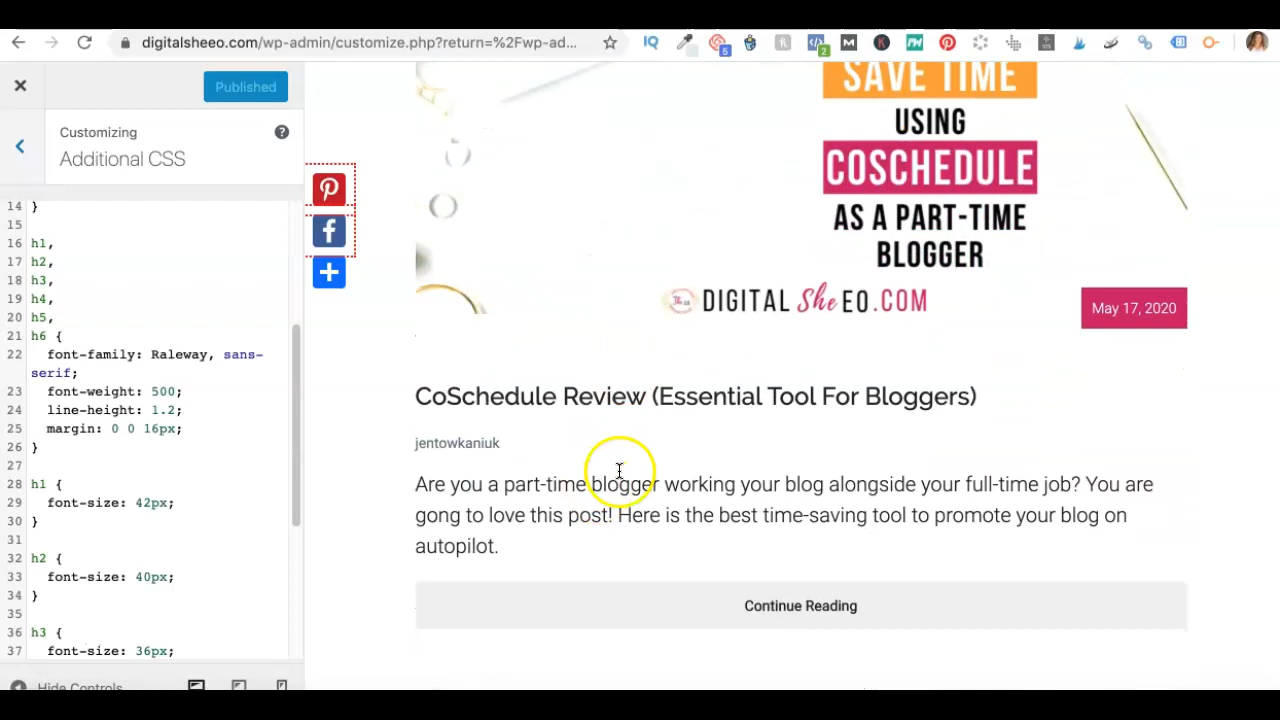 digitalsheeo.com/wp-admin/customize.php?return=%2Fwp-ad...
IQ
5
2
M
K
PW
Published
Customizing
Additional CSS
14 }
15
16 h1,
17 h2,
18 h3,
19 h4,
20 h5,
21 h6 {
22 font-family: Raleway, sans-
serif;
23 font-weight: 500;
24 line-height: 1.2;
25 margin: 0 0 16px;
26 }
27
28 h1 {
29 font-size: 42px;
30 }
31
32 h2 {
33 font-size: 40px;
34 }
35
36 h3 {
37 font-size: 36px;
Hide Controls
SAVE TIME
USING
COSCHEDULE
AS A PART-TIME
BLOGGER
DIGITAL SheEO.COM
May 17, 2020
CoSchedule Review (Essential Tool For Bloggers)
jentowkaniuk
Are you a part-time blogger working your blog alongside your full-time job? You are
gong to love this post! Here is the best time-saving tool to promote your blog on
autopilot.
Continue Reading